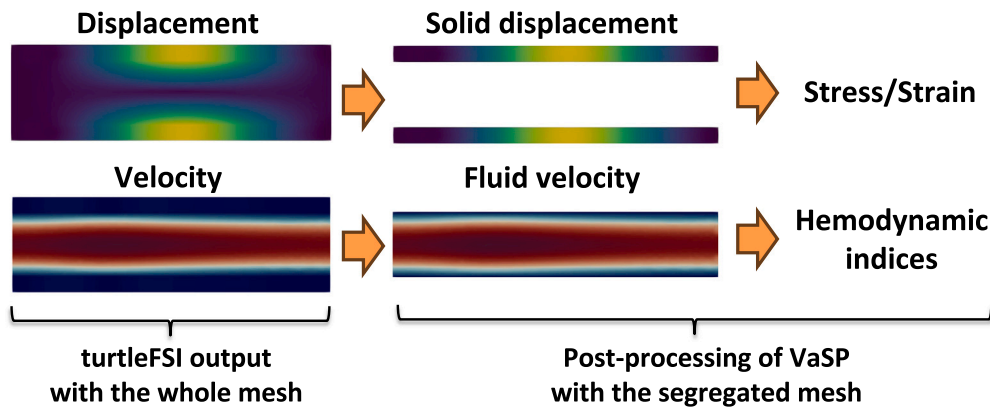 Displacement
Solid displacement
Stress/Strain
Velocity
Fluid velocity
Hemodynamic
indices
turtleFSI output
with the whole mesh
Post-processing of VaSP
with the segregated mesh